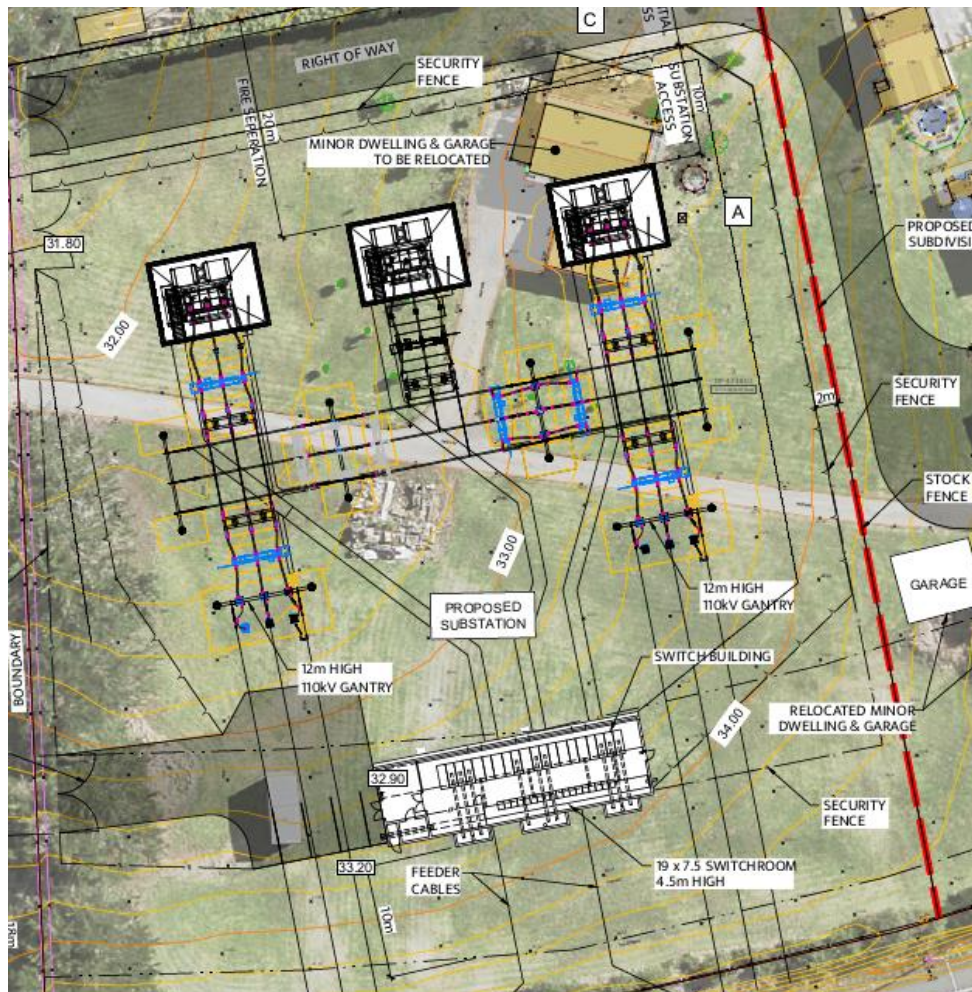 C
RIGHT OF WAY
SECURITY
FENCE
SUBSTATION
ACCESS
10m
FIRE SEPERATION
20m
MINOR DWELLING & GARAGE
TO BE RELOCATED
A
31.80
PROPOSED
32.00
SECURITY
FENCE
2m
STOCK
FENCE
33.00
GARAGE
12m HIGH
110kV GANTRY
PROPOSED
SUBSTATION
SWITCH BUILDING
BOUNDARY
12m HIGH
110kV GANTRY
RELOCATED MINOR
DWELLING & GARAGE
34.00
32.90
SECURITY
FENCE
33.20
FEEDER
CABLES
19 x 7.5 SWITCHROOM
4.5m HIGH
10m
18m